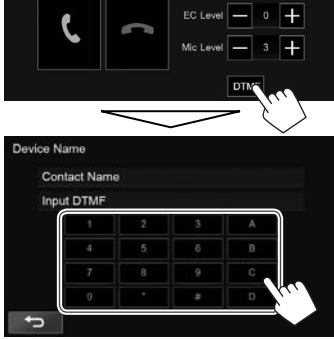 EC Level 0
Mic Level 3
DTMF
Device Name
Contact Name
Input DTMF
1 2 3 A
4 5 6 B
7 8 9 C
0 * # D